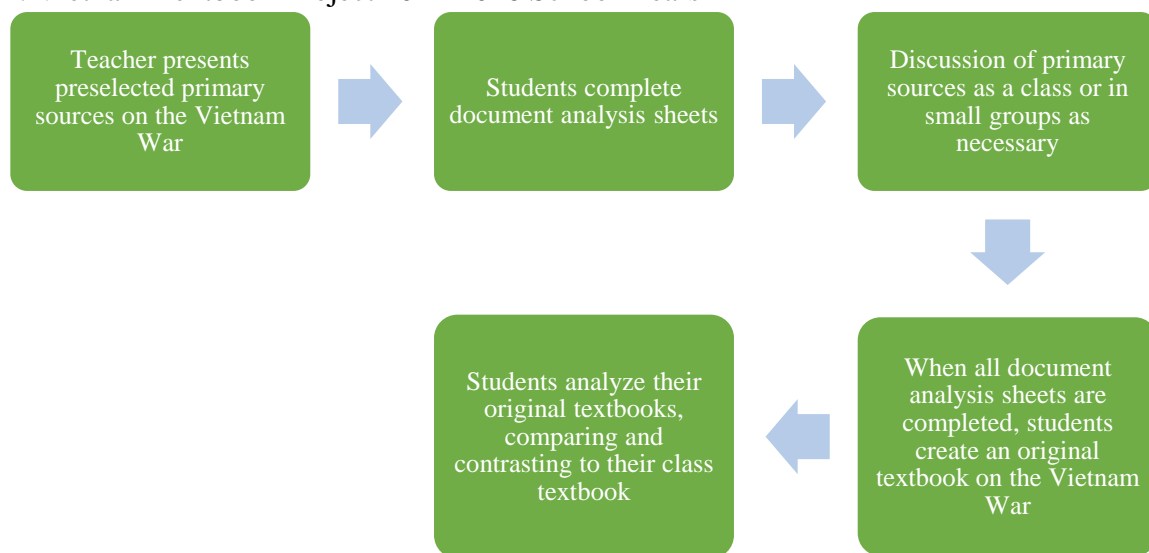 Teacher presents
preselected primary
sources on the Vietnam
War
Students complete
document analysis sheets
Discussion of primary
sources as a class or in
small groups as
necessary
When all document
analysis sheets are
completed, students
create an original
textbook on the Vietnam
War
Students analyze their
original textbooks,
comparing and
contrasting to their class
textbook